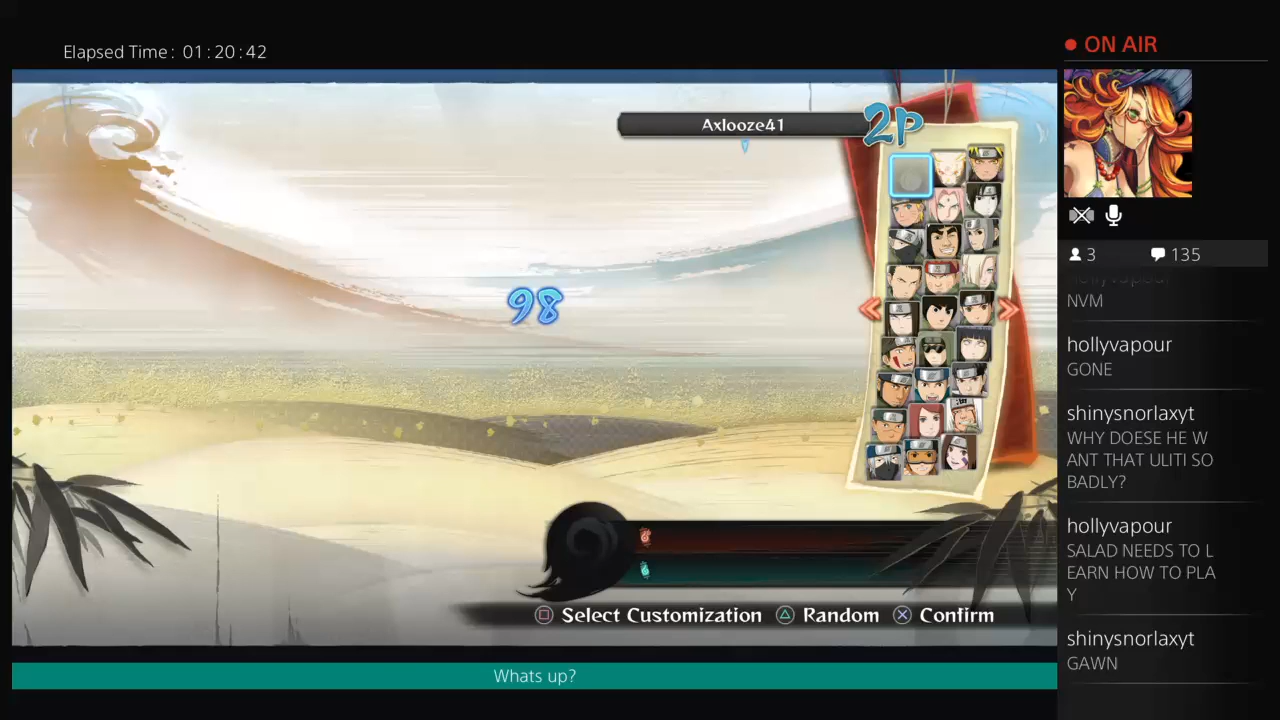 Elapsed Time: 01:20:42
ON AIR
Axlooze41
2P
98
3
135
NVM
hollyvapour
GONE
shinysnorlaxyt
WHY DOESE HE W
ANT THAT ULITI SO
BADLY?
hollyvapour
SALAD NEEDS TO L
EARN HOW TO PLA
Y
shinysnorlaxyt
GAWN
Select Customization
Random
Confirm
Whats up?